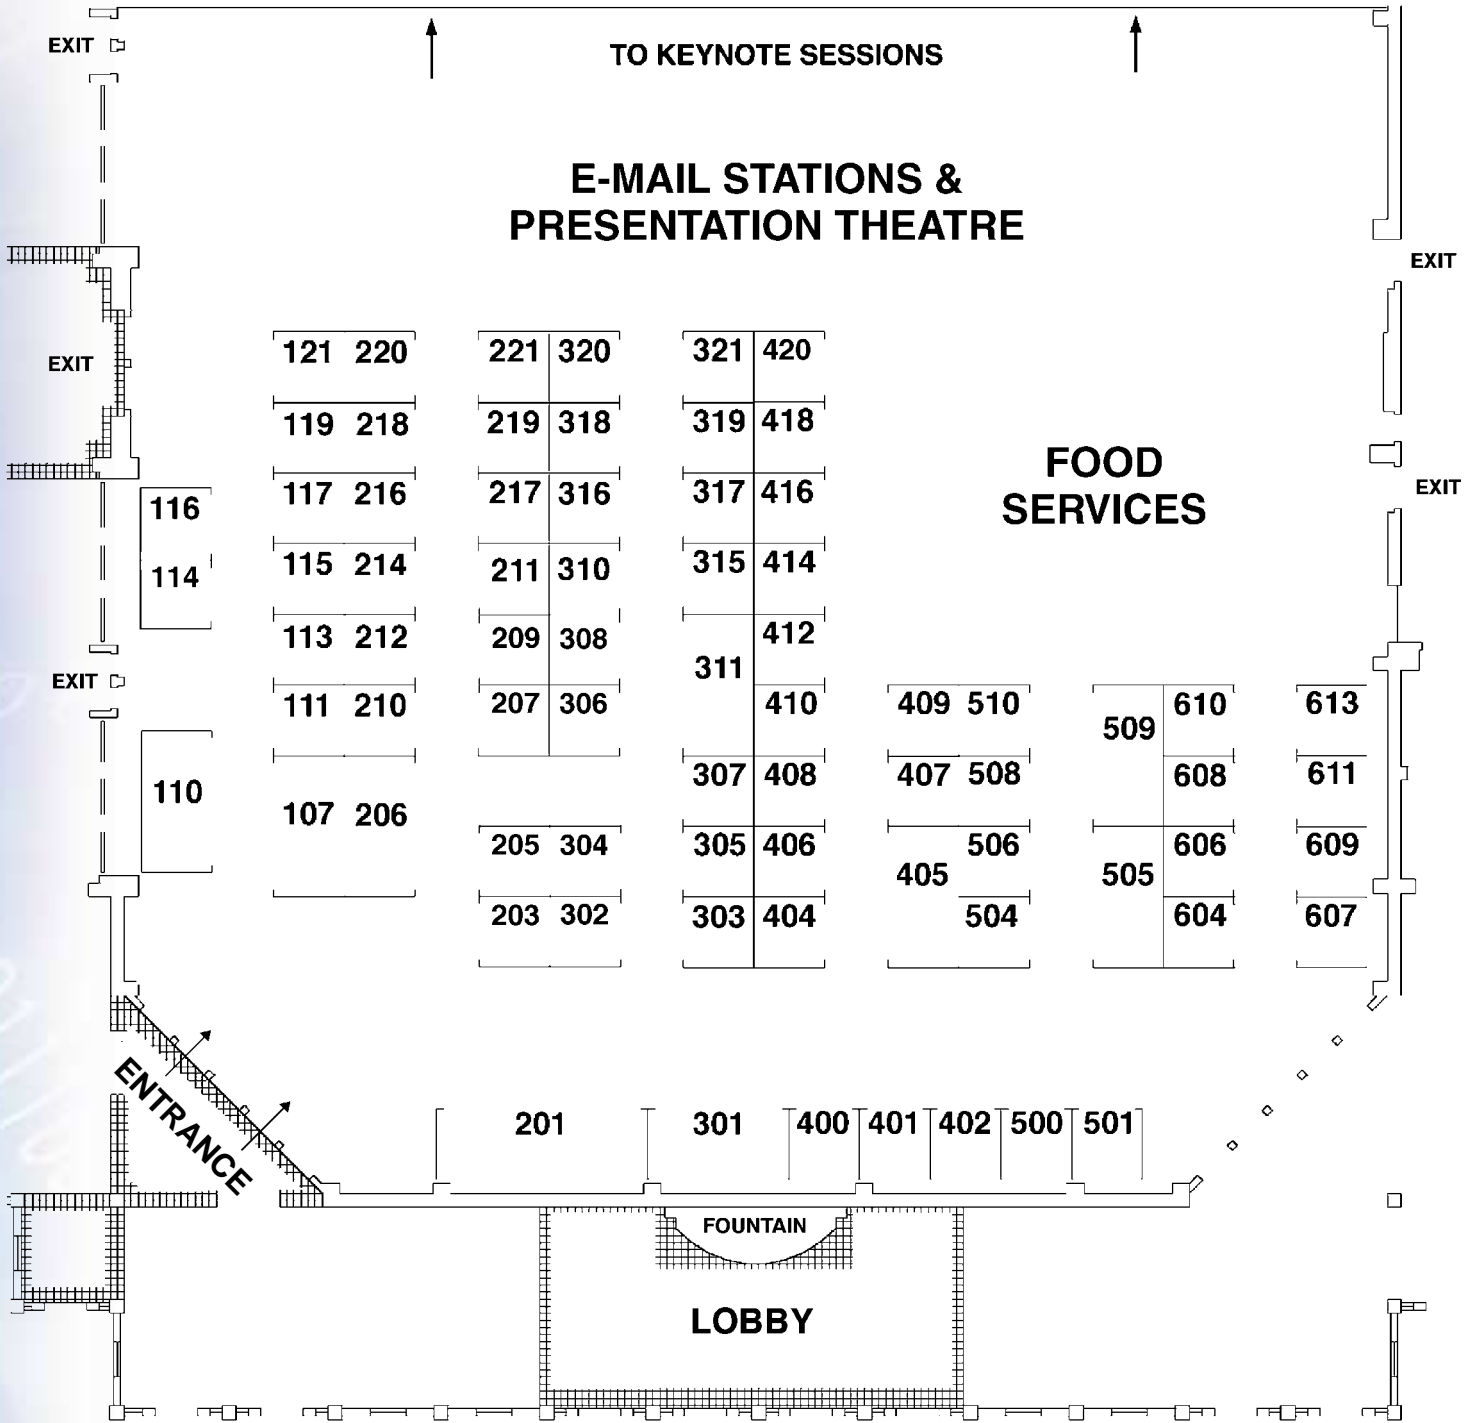 EXIT
TO KEYNOTE SESSIONS
E-MAIL STATIONS &
PRESENTATION THEATRE
EXIT
EXIT
121 220 221 320 321 420
119 218 219 318 319 418
FOOD
SERVICES
EXIT
116 117 216 217 316 317 416
114 115 214 211 310 315 414
113 212 209 308 311 412
EXIT
111 210 207 306 410 409 510 509 610 613
110 107 206 307 408 407 508 608 611
205 304 305 406 405 506 505 606 609
203 302 303 404 504 604 607
ENTRANCE
201 301 400 401 402 500 501
FOUNTAIN
LOBBY